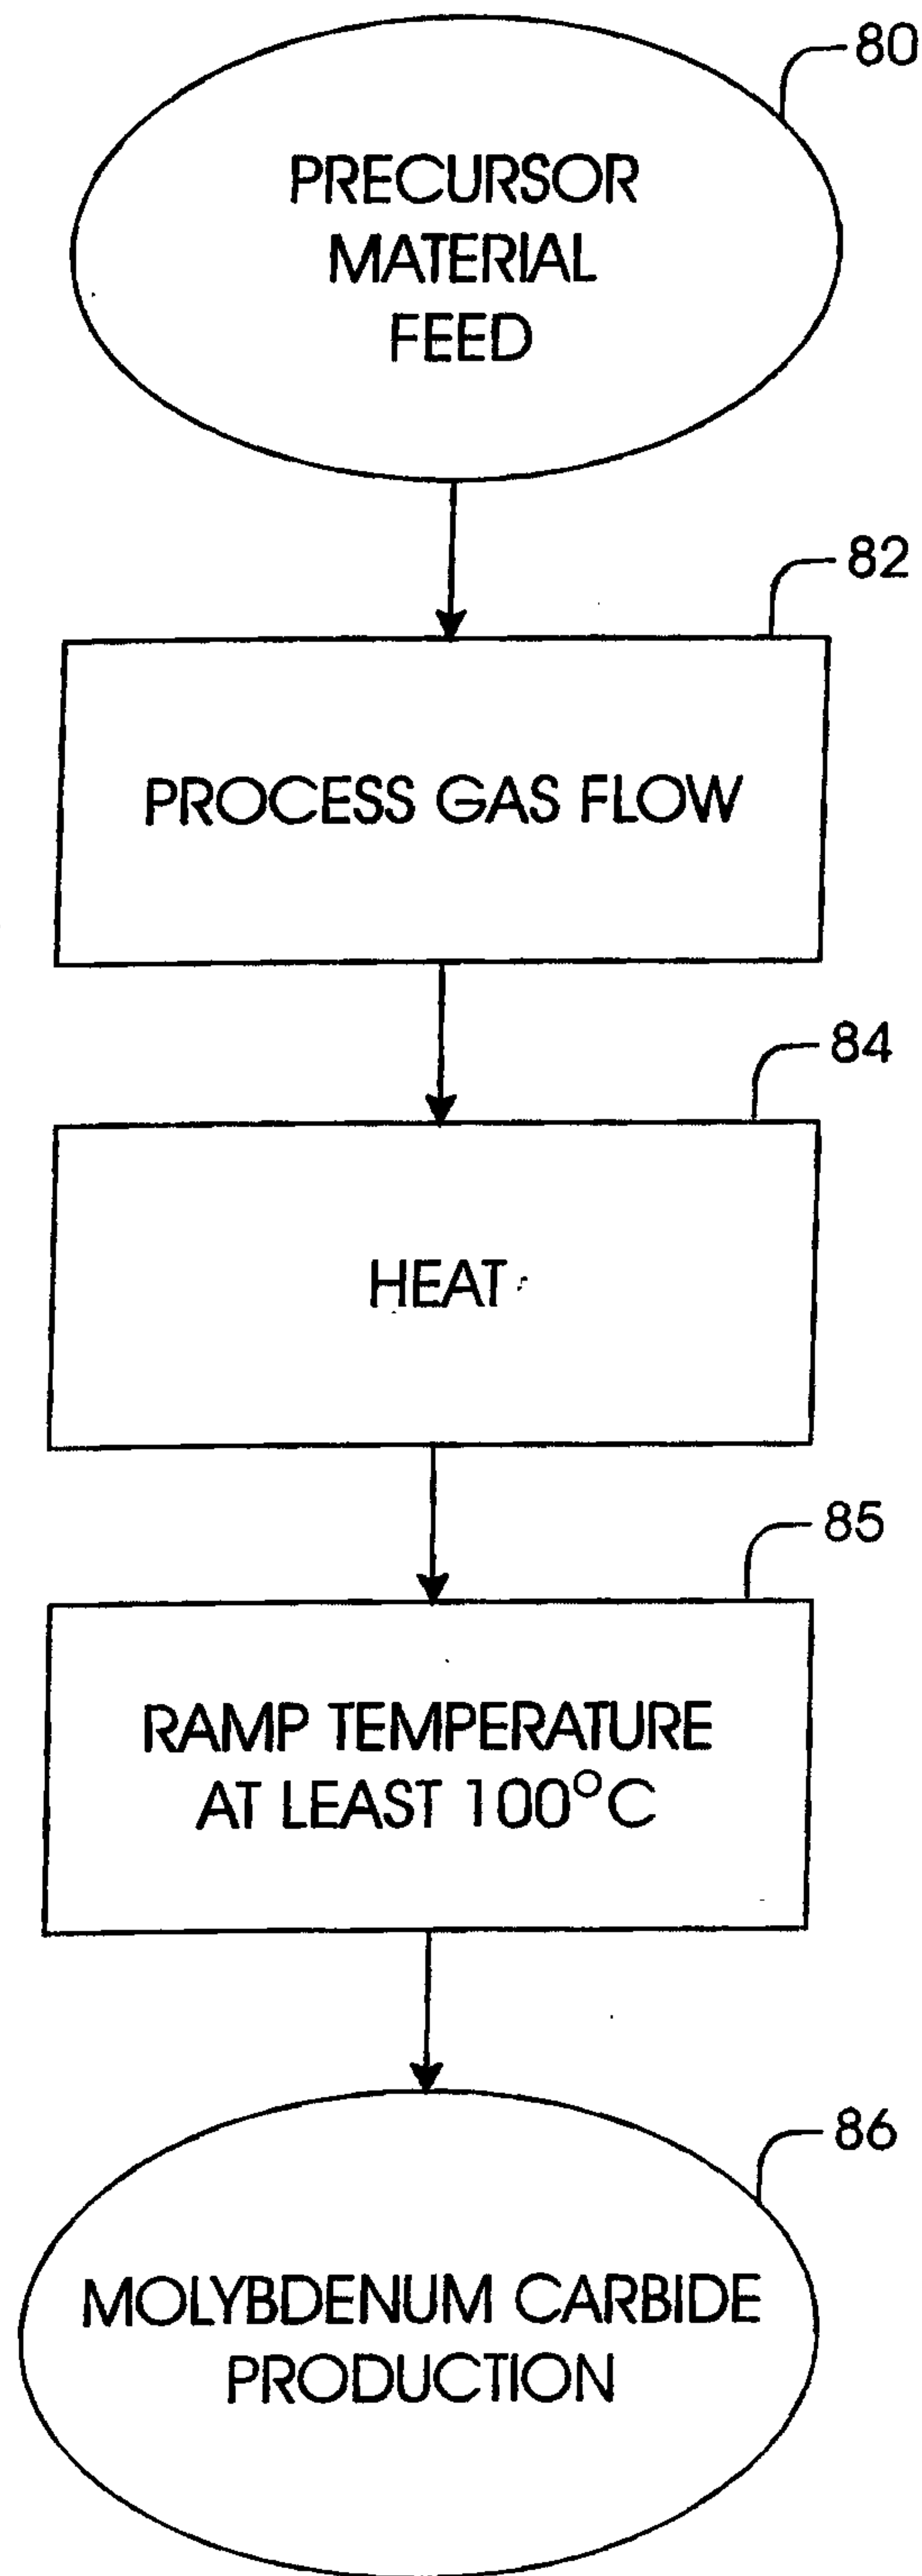 80
PRECURSOR
MATERIAL
FEED
82
PROCESS GAS FLOW
84
HEAT
85
RAMP TEMPERATURE
AT LEAST 100°C
86
MOLYBDENUM CARBIDE
PRODUCTION